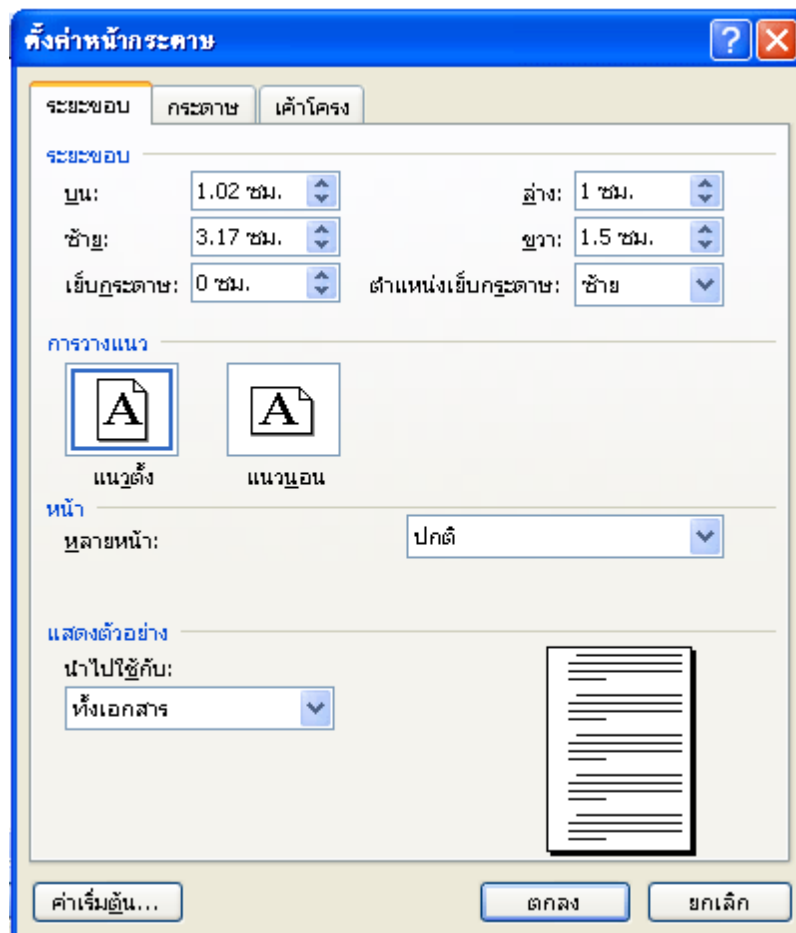 ตั้งค่าหน้ากระดาษ
ระยะขอบ กระดาษ เค้าโครง
ระยะขอบ
บน: 1.02 ซม. ล่าง: 1 ซม.
ซ้าย: 3.17 ซม. ขวา: 1.5 ซม.
เย็บกระดาษ: 0 ซม. ตำแหน่งเย็บกระดาษ: ซ้าย
การวางแนว
A A
แนวตั้ง แนวนอน
หน้า
หลายหน้า: ปกติ
แสดงตัวอย่าง
นำไปใช้กับ:
ทั้งเอกสาร
ค่าเริ่มต้น... ตกลง ยกเลิก